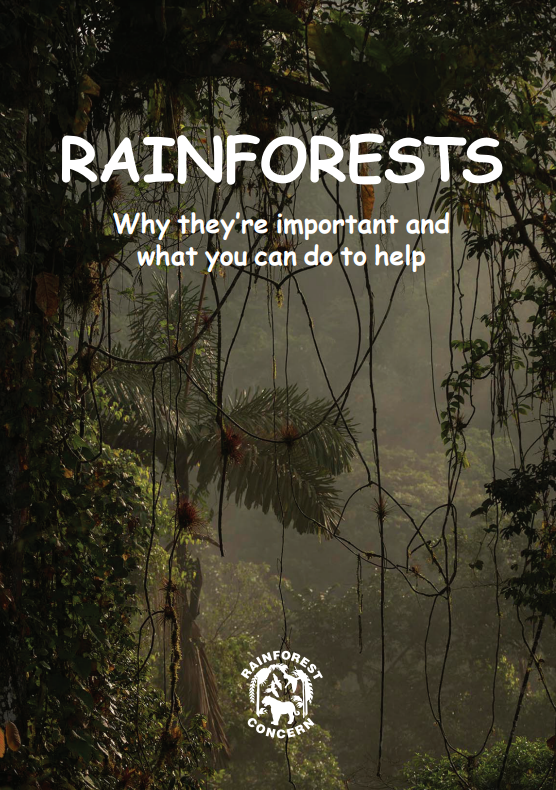 RAINFORESTS
Why they're important and
what you can do to help
RAINFOREST
CONCERN